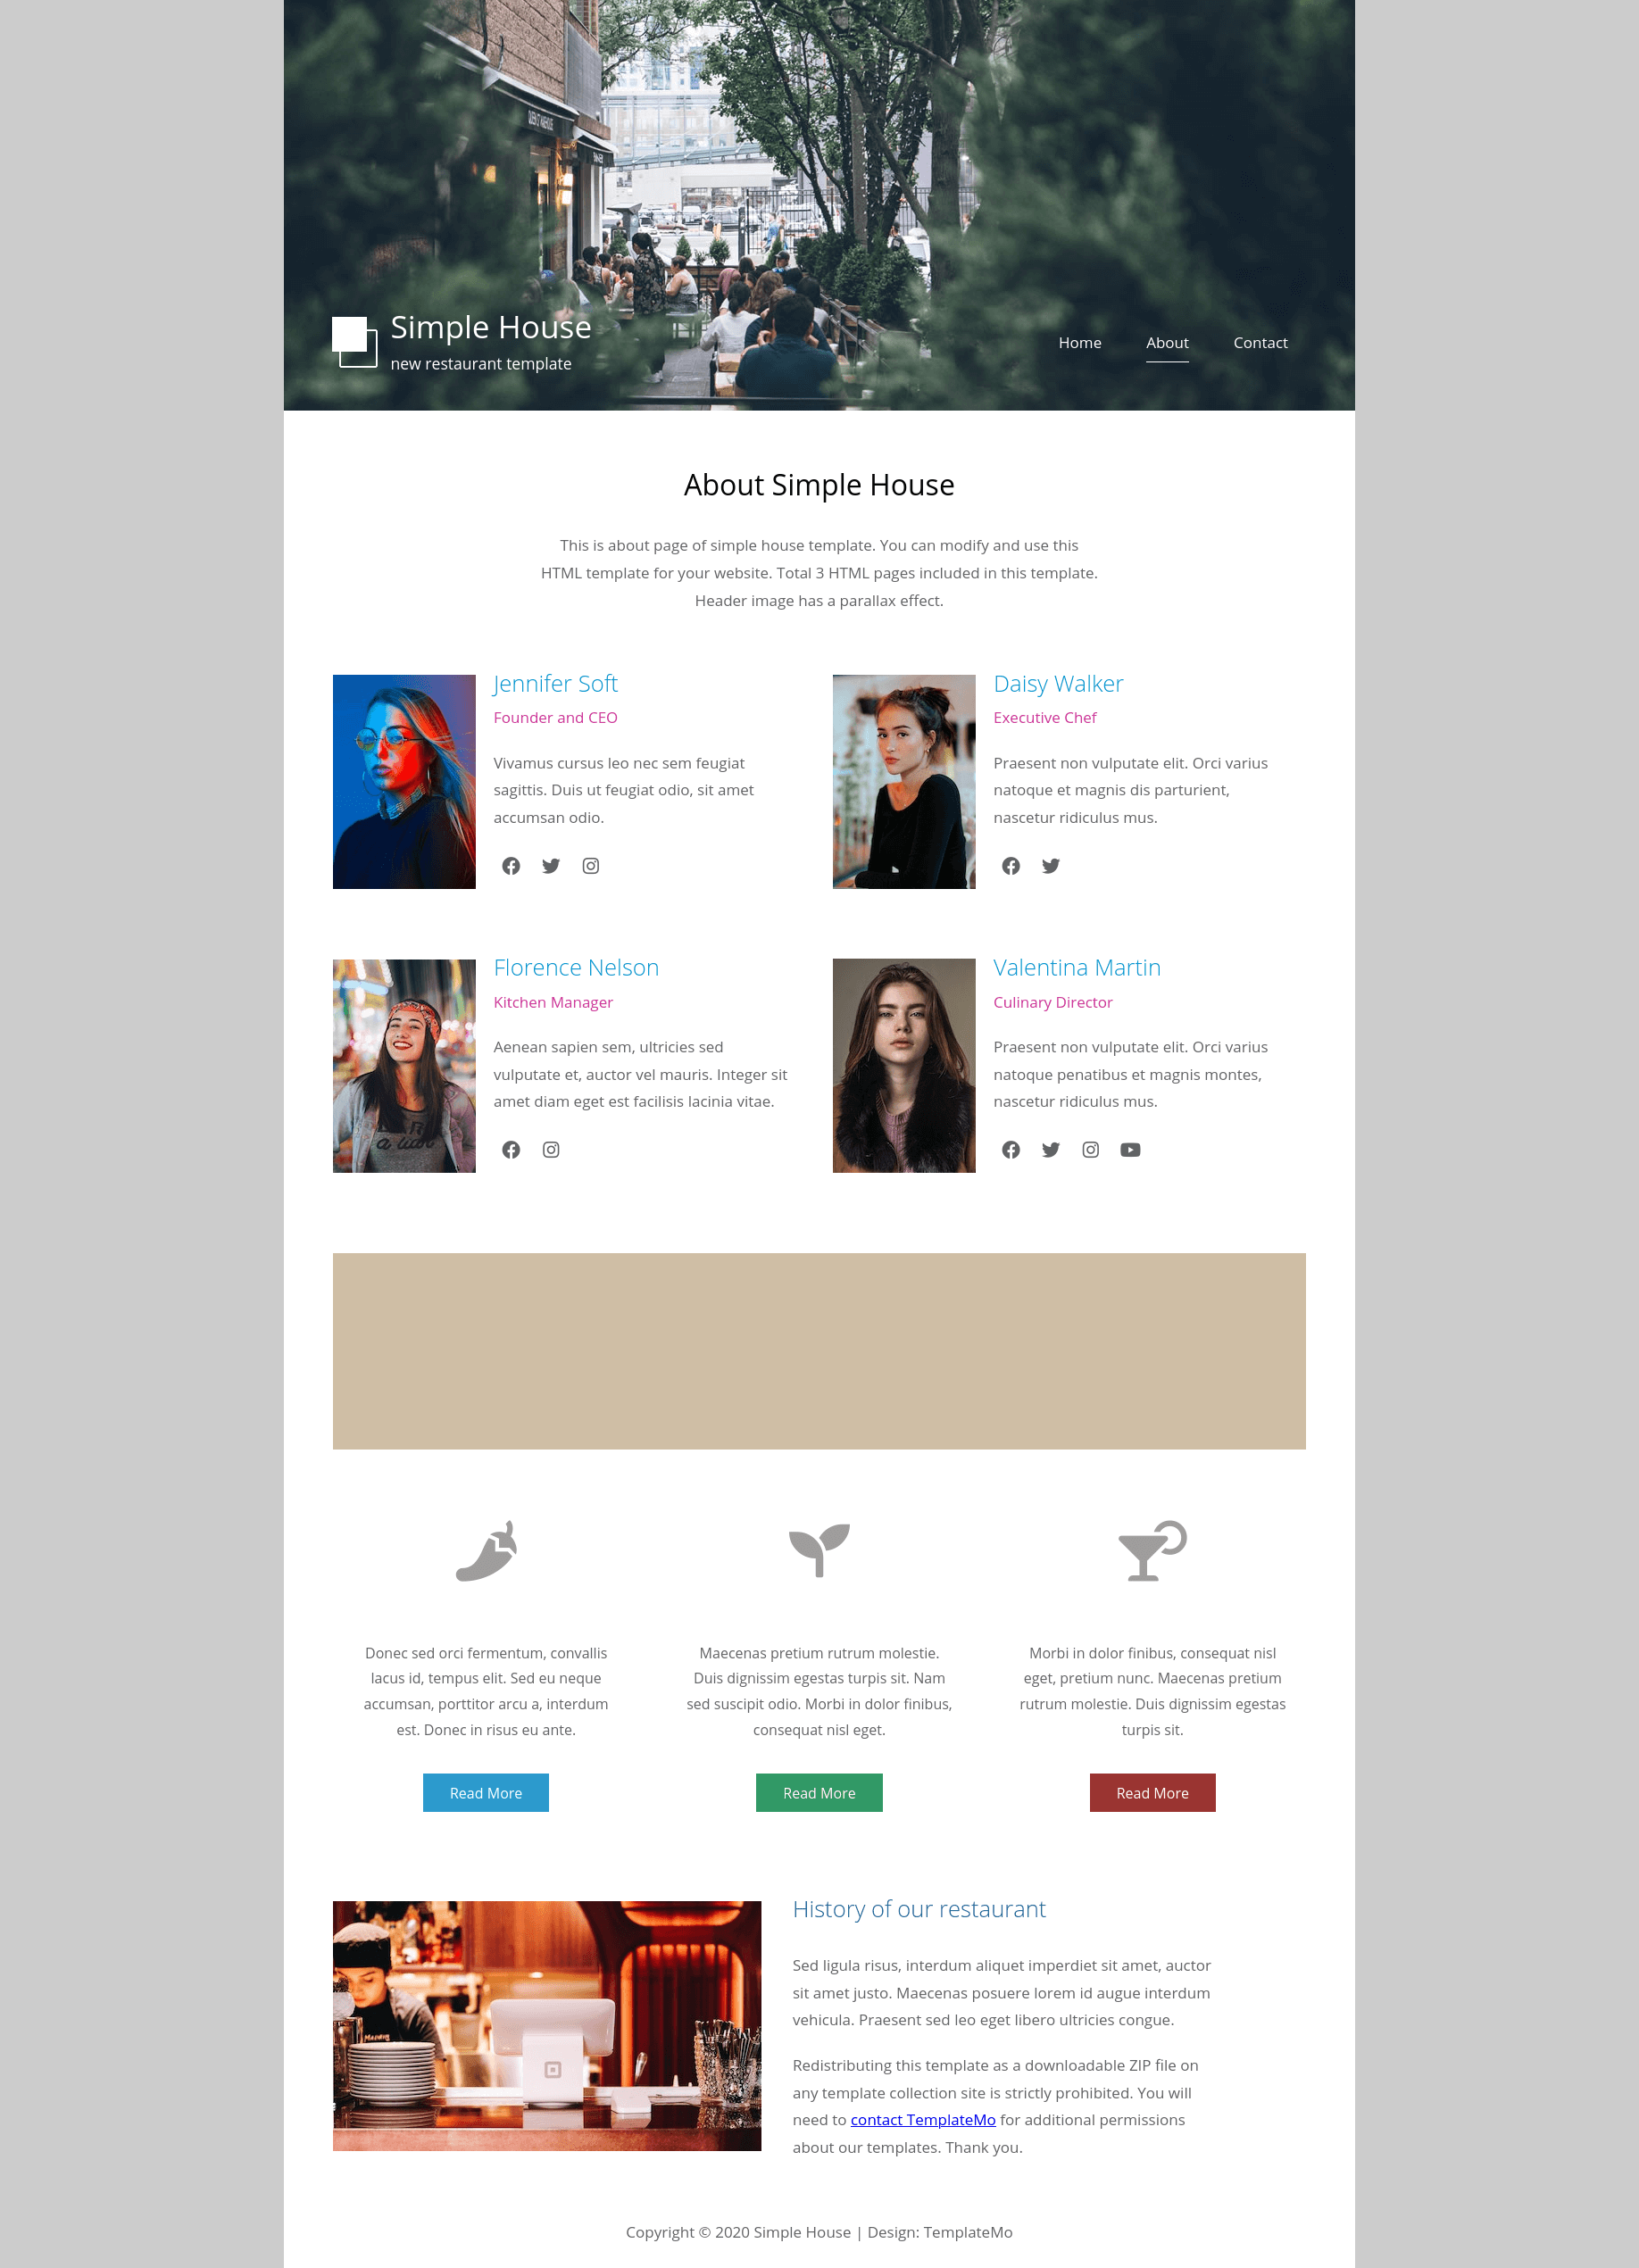 Simple House
new restaurant template
Home
About
Contact
About Simple House
This is about page of simple house template. You can modify and use this
HTML template for your website. Total 3 HTML pages included in this template.
Header image has a parallax effect.
Jennifer Soft
Founder and CEO
Vivamus cursus leo nec sem feugiat
sagittis. Duis ut feugiat odio, sit amet
accumsan odio.
Daisy Walker
Executive Chef
Praesent non vulputate elit. Orci varius
natoque et magnis dis parturient,
nascetur ridiculus mus.
Florence Nelson
Kitchen Manager
Aenean sapien sem, ultricies sed
vulputate et, auctor vel mauris. Integer sit
amet diam eget est facilisis lacinia vitae.
Valentina Martin
Culinary Director
Praesent non vulputate elit. Orci varius
natoque penatibus et magnis montes,
nascetur ridiculus mus.
Donec sed orci fermentum, convallis
lacus id, tempus elit. Sed eu neque
accumsan, porttitor arcu a, interdum
est. Donec in risus eu ante.
Read More
Maecenas pretium rutrum molestie.
Duis dignissim egestas turpis sit. Nam
sed suscipit odio. Morbi in dolor finibus,
consequat nisl eget.
Read More
Morbi in dolor finibus, consequat nisl
eget, pretium nunc. Maecenas pretium
rutrum molestie. Duis dignissim egestas
turpis sit.
Read More
History of our restaurant
Sed ligula risus, interdum aliquet imperdiet sit amet, auctor
sit amet justo. Maecenas posuere lorem id augue interdum
vehicula. Praesent sed leo eget libero ultricies congue.
Redistributing this template as a downloadable ZIP file on
any template collection site is strictly prohibited. You will
need to contact TemplateMo for additional permissions
about our templates. Thank you.
Copyright © 2020 Simple House | Design: TemplateMo